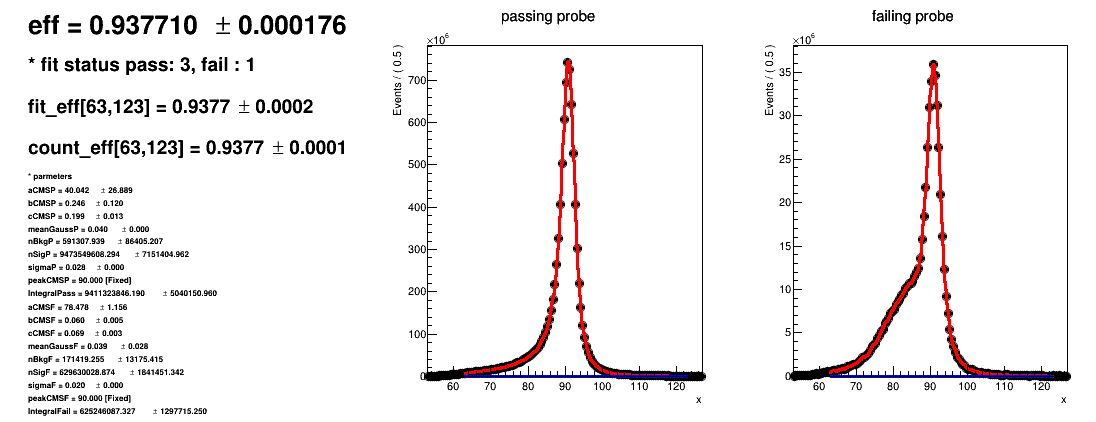 eff = 0.937710 ± 0.000176
* fit status pass: 3, fail : 1
fit_eff[63,123] = 0.9377 ± 0.0002
count_eff[63,123] = 0.9377 ± 0.0001
* parmeters
aCMSP = 40.042 ± 26.889
bCMSP = 0.246 ± 0.120
cCMSP = 0.199 ± 0.013
meanGaussP = 0.040 ± 0.000
nBkgP = 591307.939 ± 86405.207
nSigP = 9473549608.294 ± 7151404.962
sigmaP = 0.028 ± 0.000
peakCMSP = 90.000 [Fixed]
IntegralPass = 9411323846.190 ± 5040150.960
aCMSF = 78.478 ± 1.156
bCMSF = 0.060 ± 0.005
cCMSF = 0.069 ± 0.003
meanGaussF = 0.039 ± 0.028
nBkgF = 171419.255 ± 13175.415
nSigF = 629630028.874 ± 1841451.342
sigmaF = 0.020 ± 0.000
peakCMSF = 90.000 [Fixed]
IntegralFail = 625246087.327 ± 1297715.250
passing probe
×10⁶
Events / ( 0.5 )
700
600
500
400
300
200
100
0
60 70 80 90 100 110 120
x
failing probe
×10⁶
Events / ( 0.5 )
35
30
25
20
15
10
5
0
60 70 80 90 100 110 120
x